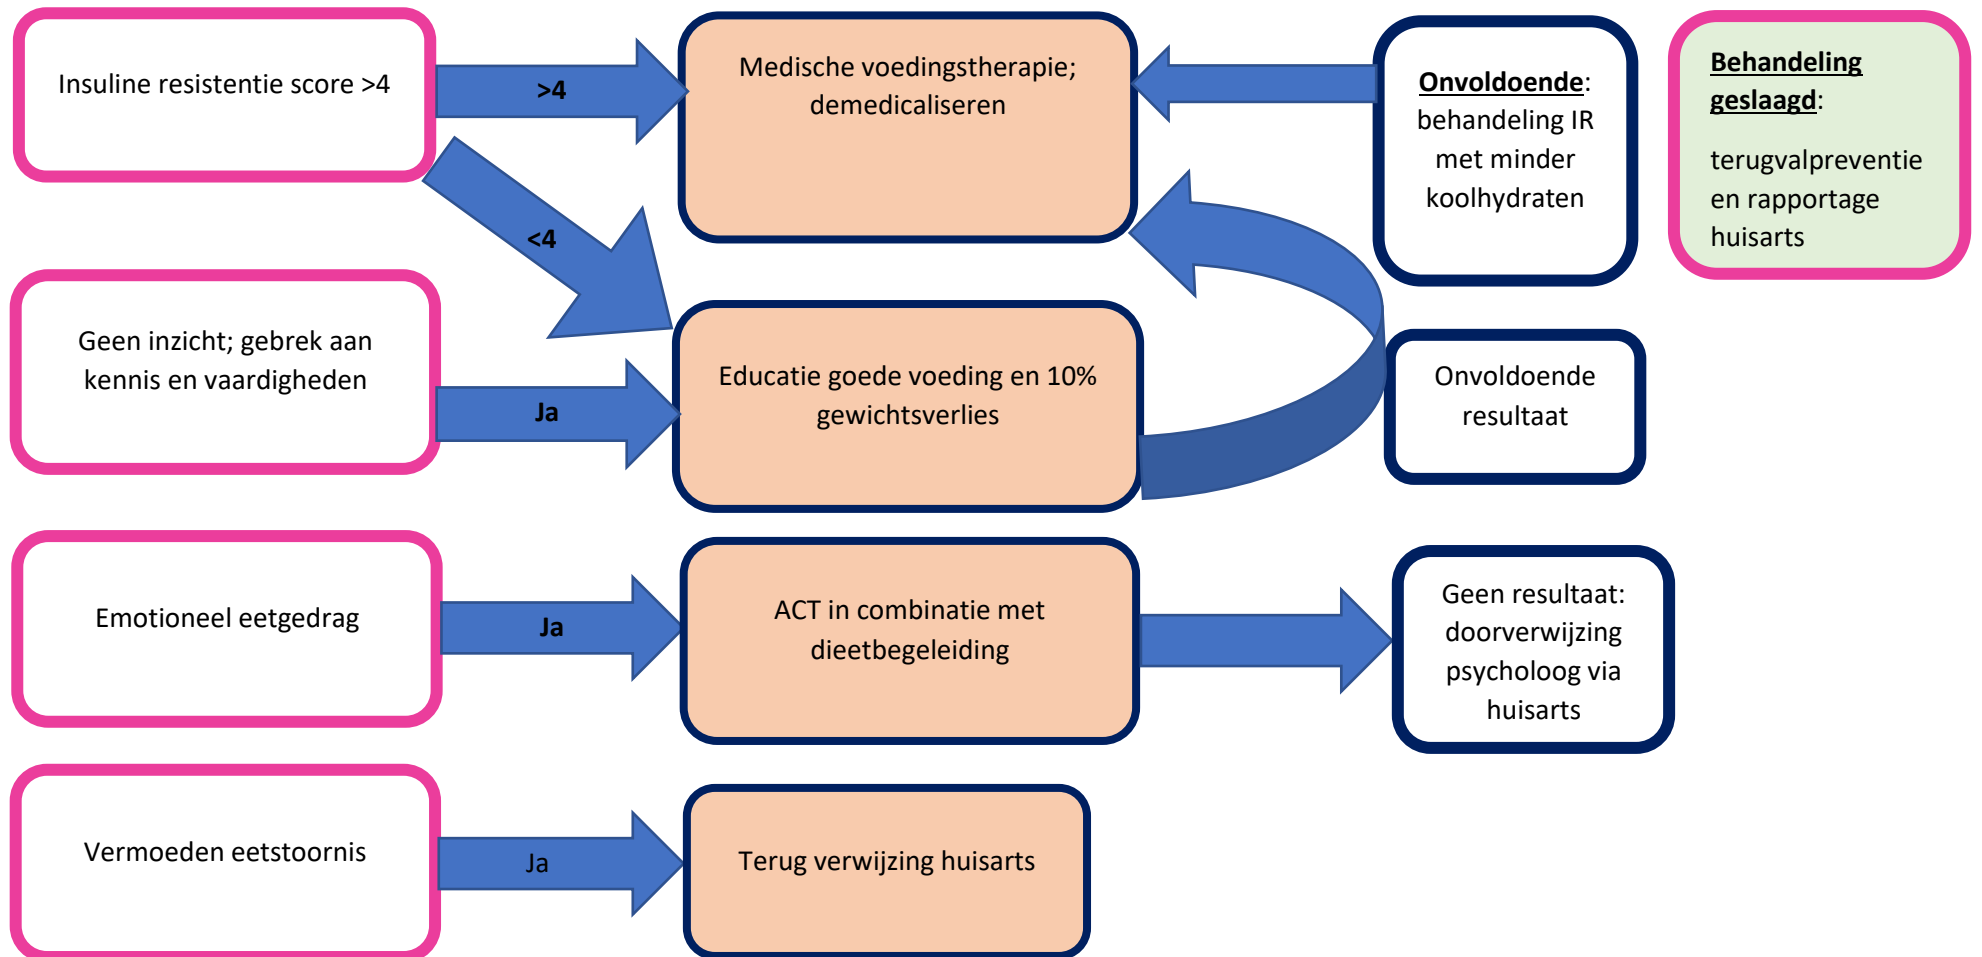 Insuline resistentie score >4
>4
<4
Medische voedingstherapie;
demedicaliseren
Onvoldoende:
behandeling IR
met minder
koolhydraten
Behandeling
geslaagd:
terugvalpreventie
en rapportage
huisarts
Geen inzicht; gebrek aan
kennis en vaardigheden
Ja
Educatie goede voeding en 10%
gewichtsverlies
Onvoldoende
resultaat
Emotioneel eetgedrag
Ja
ACT in combinatie met
dieetbegeleiding
Geen resultaat:
doorverwijzing
psycholoog via
huisarts
Vermoeden eetstoornis
Ja
Terug verwijzing huisarts